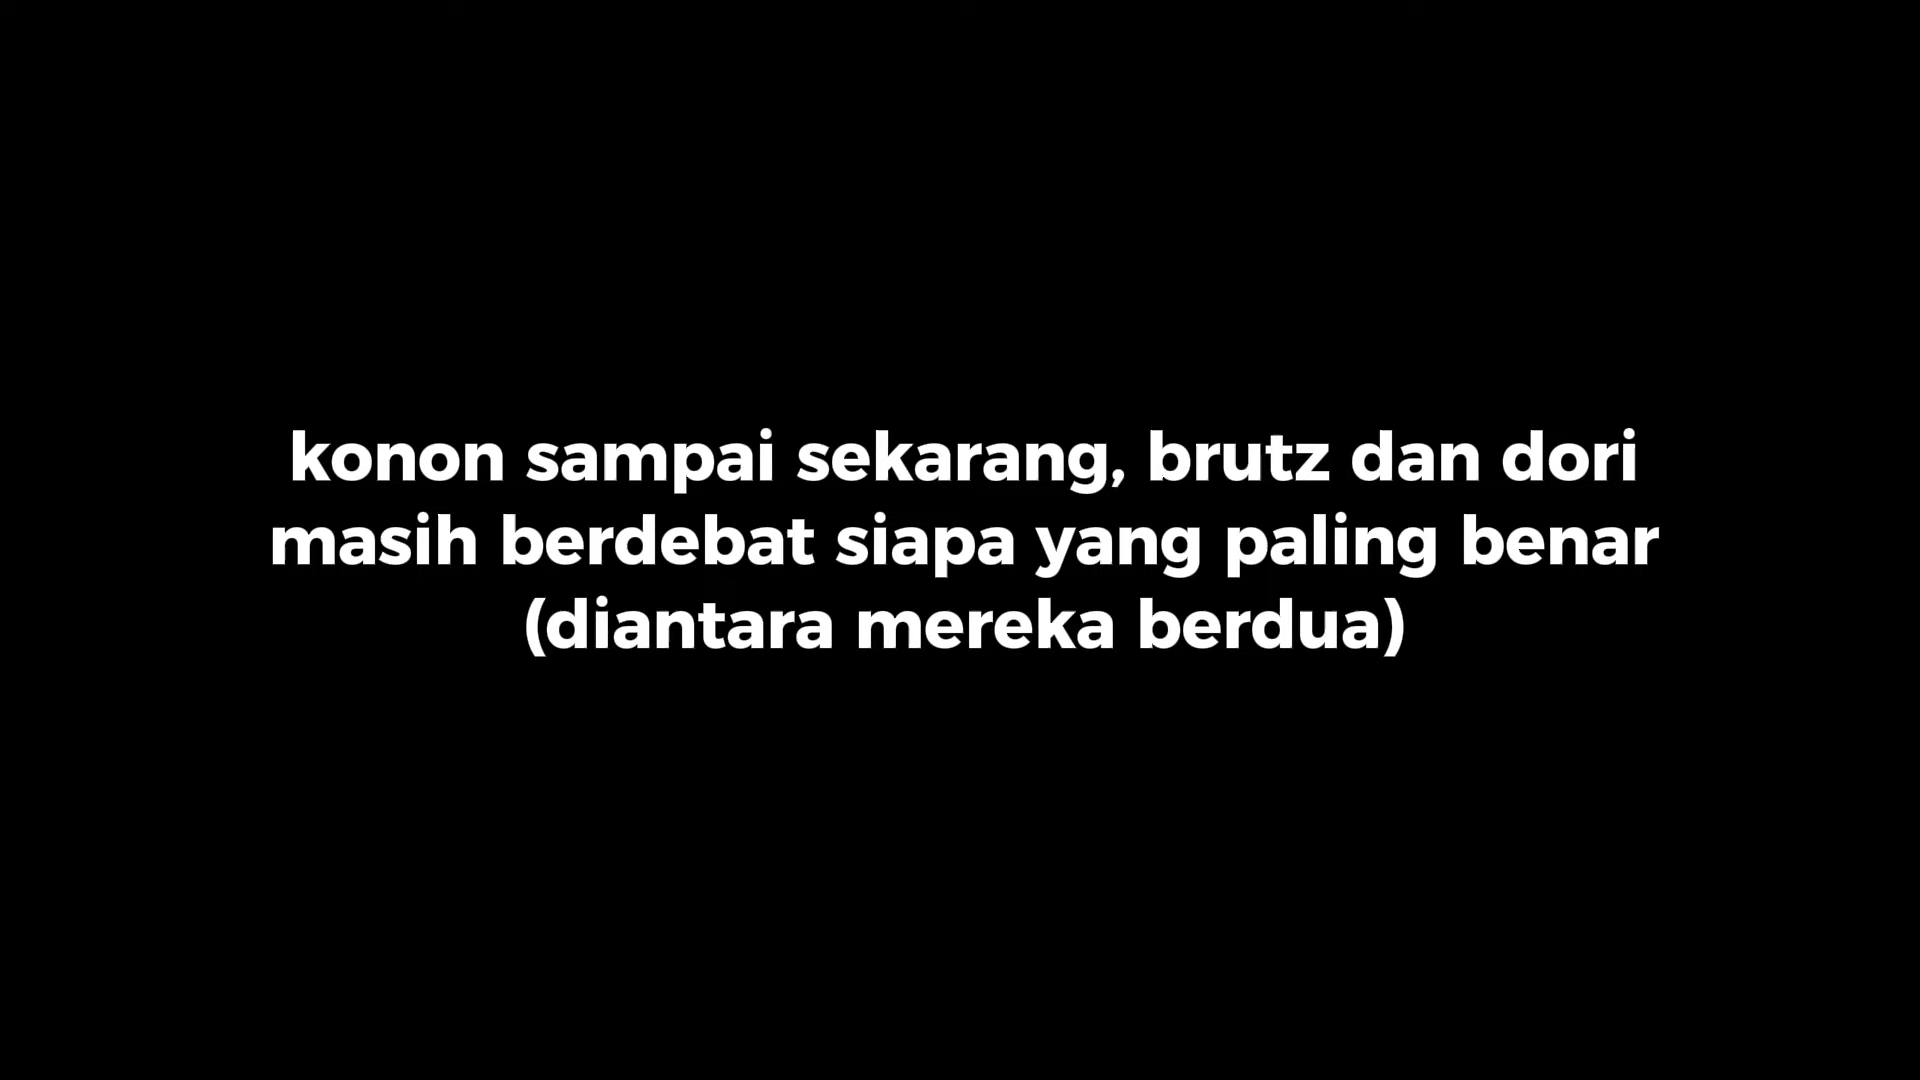 konon sampai sekarang, brutz dan dori
masih berdebat siapa yang paling benar
(diantara mereka berdua)